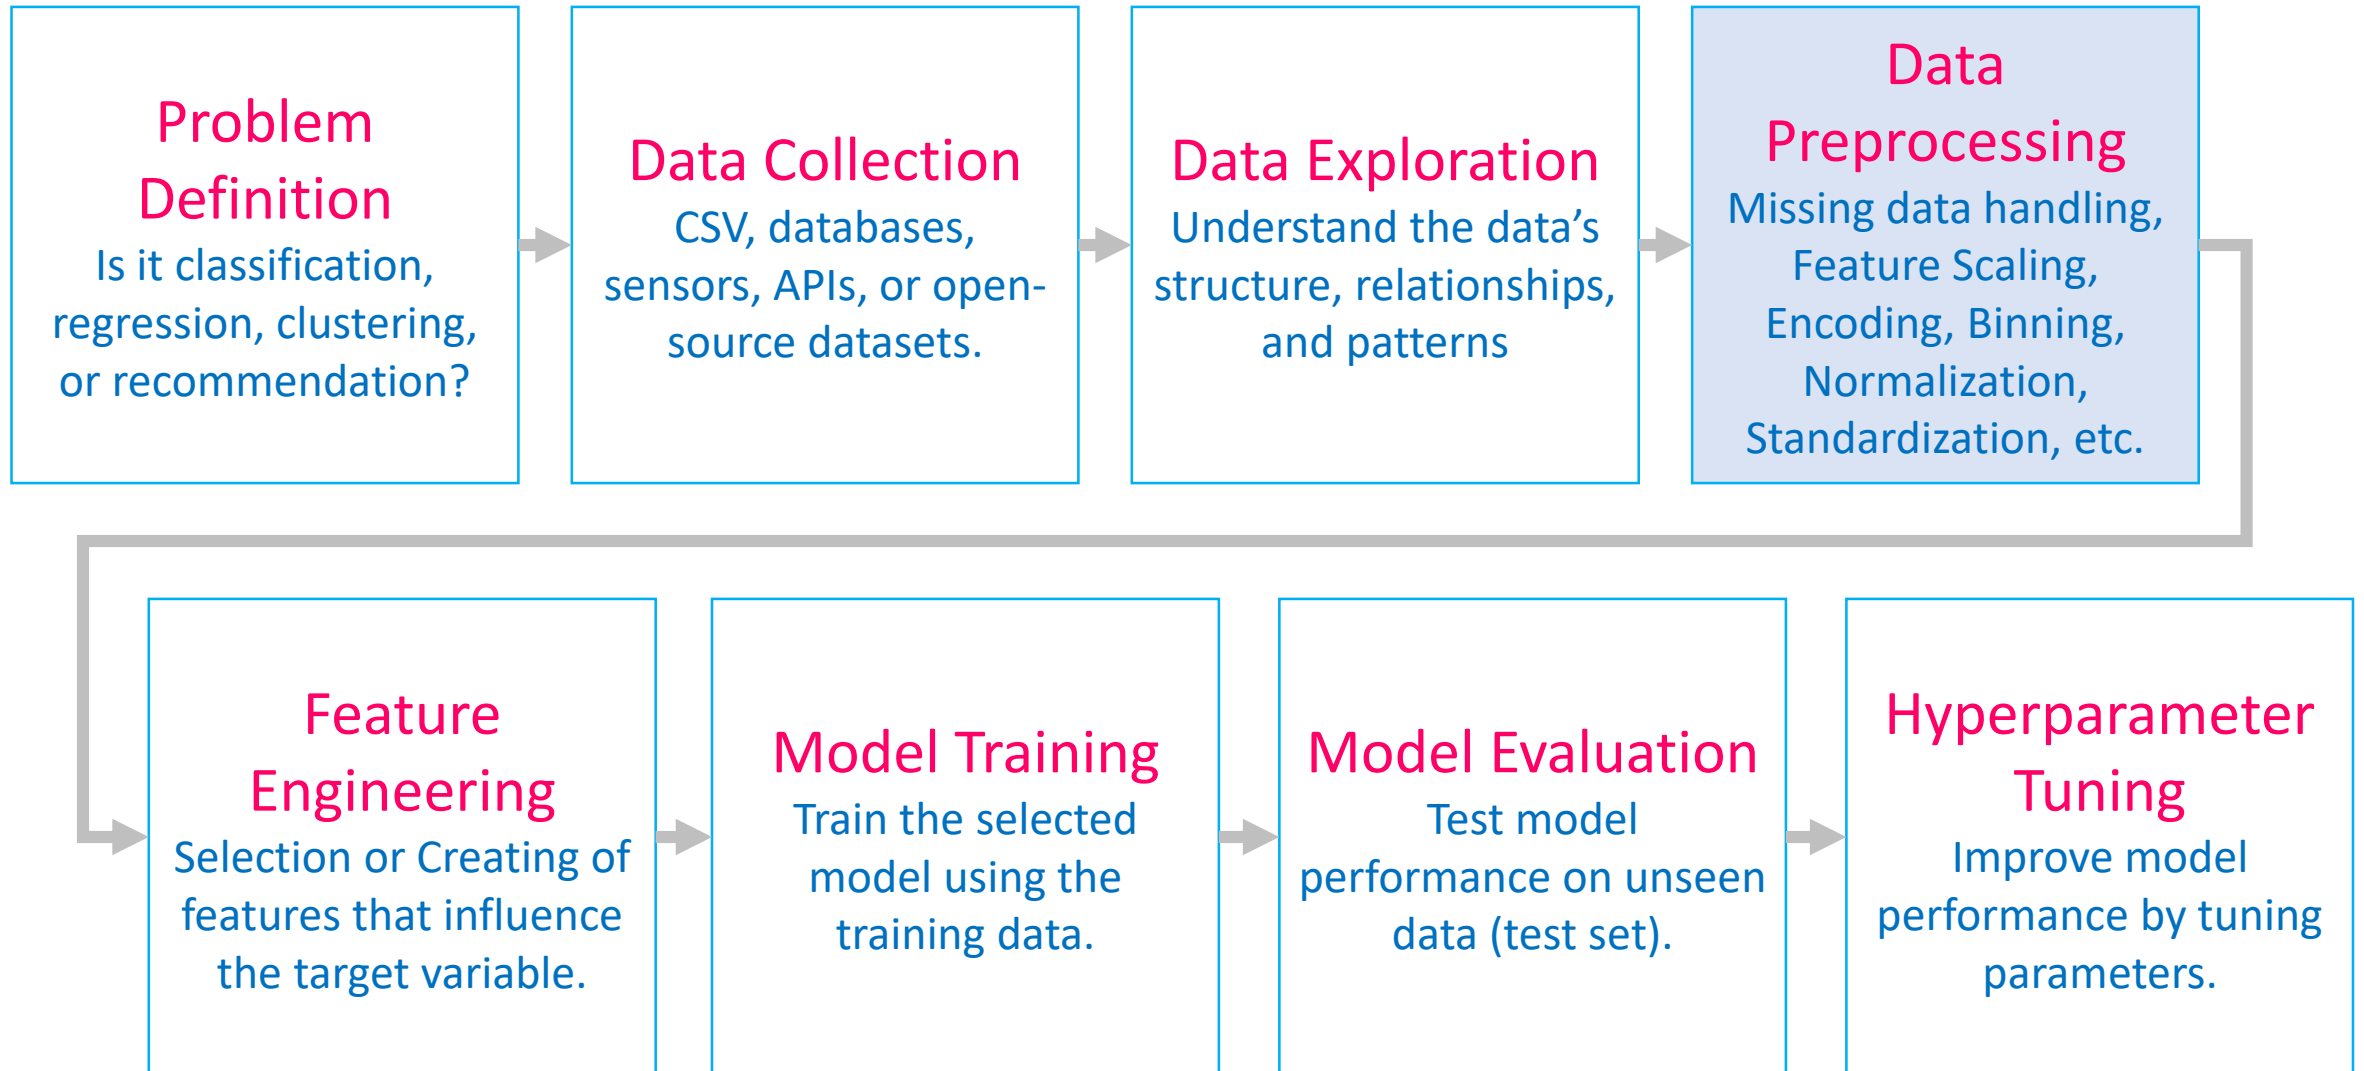 Problem
Definition
Is it classification,
regression, clustering,
or recommendation?
Data Collection
CSV, databases,
sensors, APIs, or open-
source datasets.
Data Exploration
Understand the data’s
structure, relationships,
and patterns
Data
Preprocessing
Missing data handling,
Feature Scaling,
Encoding, Binning,
Normalization,
Standardization, etc.
Feature
Engineering
Selection or Creating of
features that influence
the target variable.
Model Training
Train the selected
model using the
training data.
Model Evaluation
Test model
performance on unseen
data (test set).
Hyperparameter
Tuning
Improve model
performance by tuning
parameters.